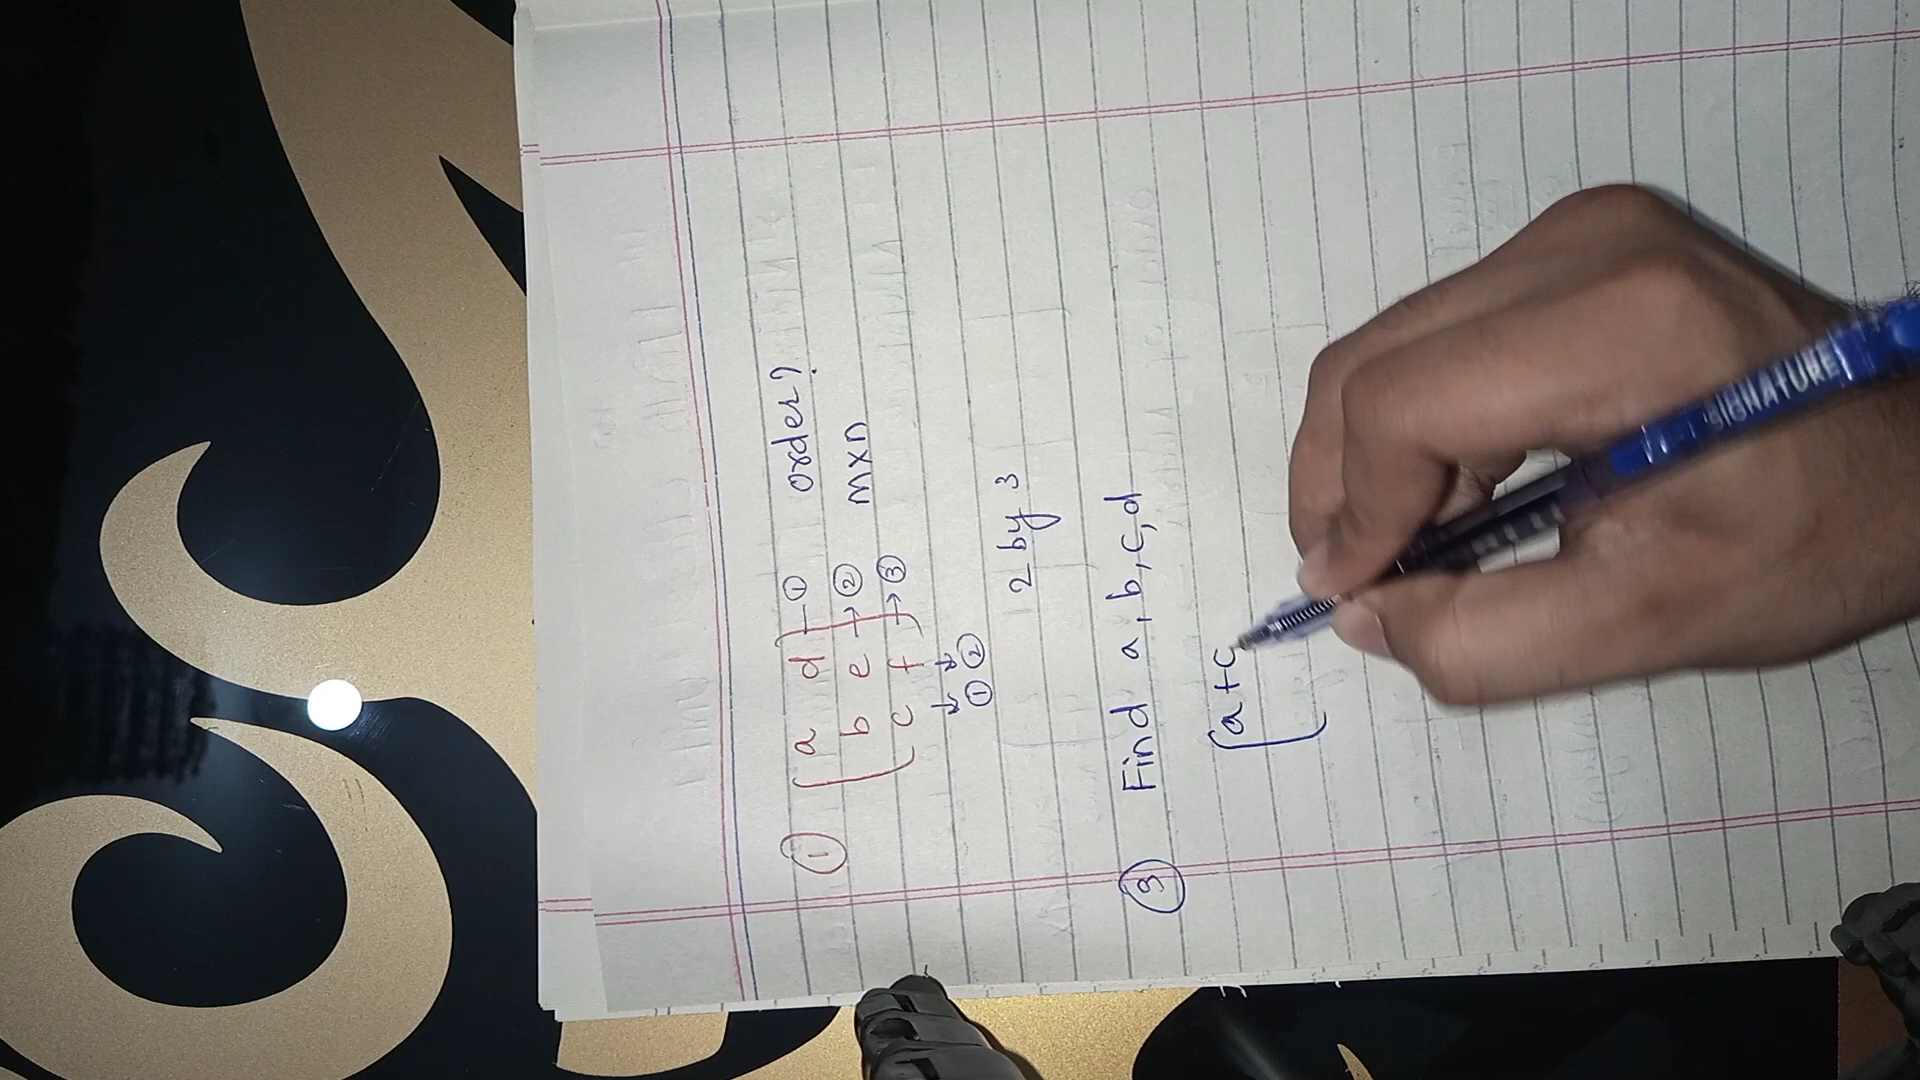 ① [a d] → ① order?
[b e] → ② m×n
[c f] → ③
↓ ↓
① ②
2 by 3
③ Find a, b, c, d
[a+c
SIGNATURE